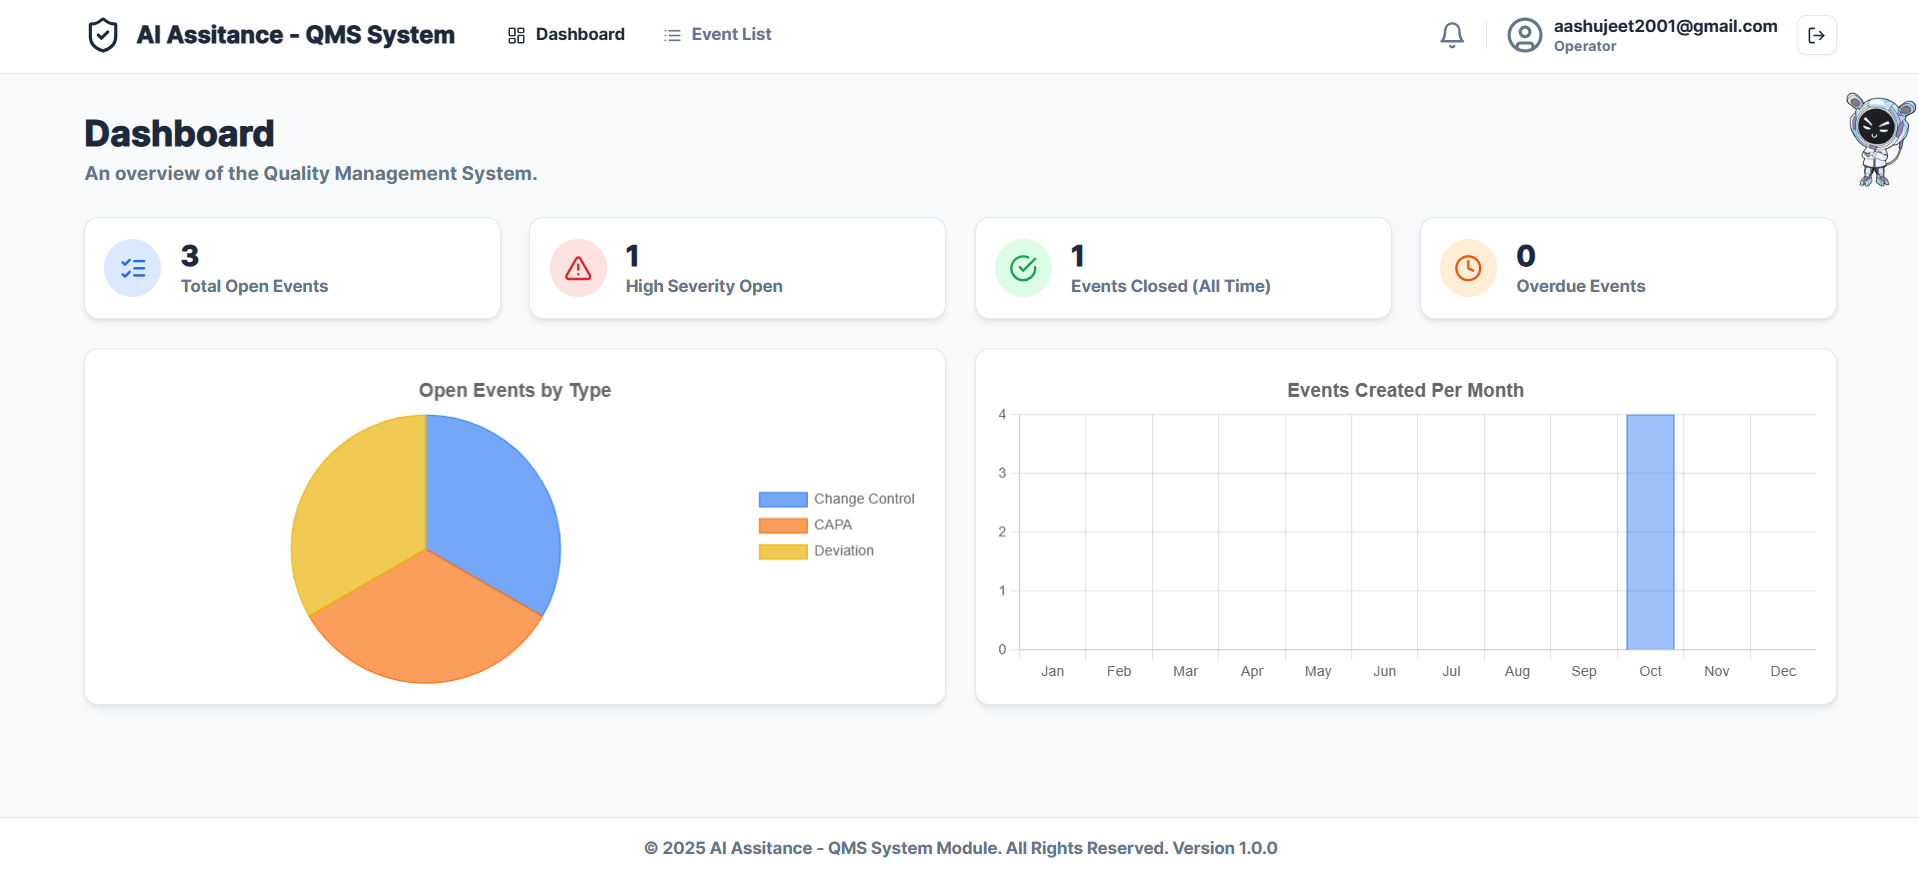 AI Assitance - QMS System
Dashboard
Event List
aashujeet2001@gmail.com
Operator
Dashboard
An overview of the Quality Management System.
3
Total Open Events
1
High Severity Open
1
Events Closed (All Time)
0
Overdue Events
Open Events by Type
Change Control
CAPA
Deviation
Events Created Per Month
4
3
2
1
0
Jan Feb Mar Apr May Jun Jul Aug Sep Oct Nov Dec
© 2025 AI Assitance - QMS System Module. All Rights Reserved. Version 1.0.0